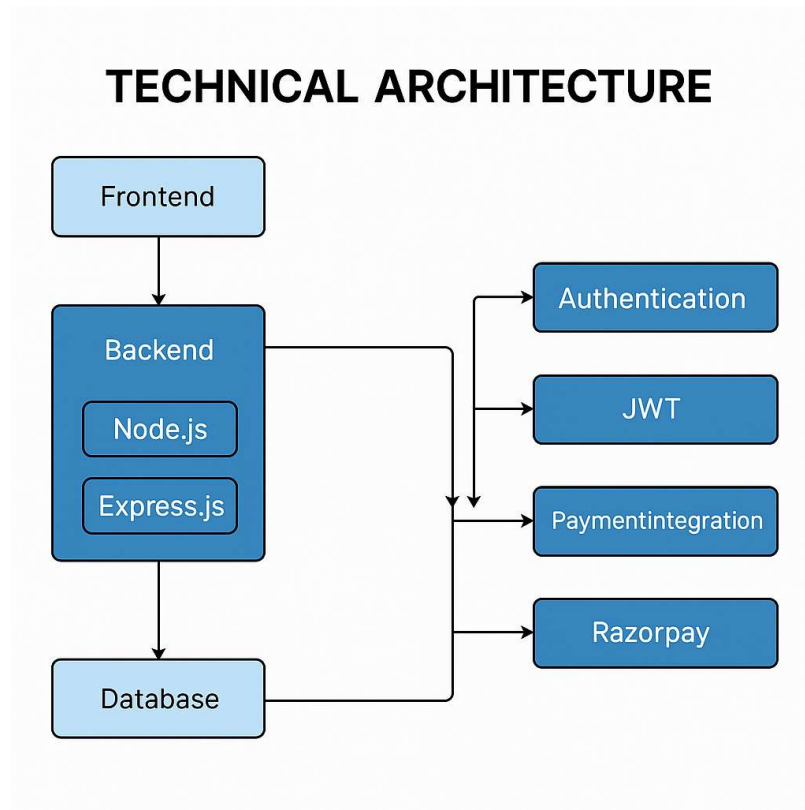 TECHNICAL ARCHITECTURE
Frontend
Backend
Node.js
Express.js
Database
Authentication
JWT
Paymentintegration
Razorpay